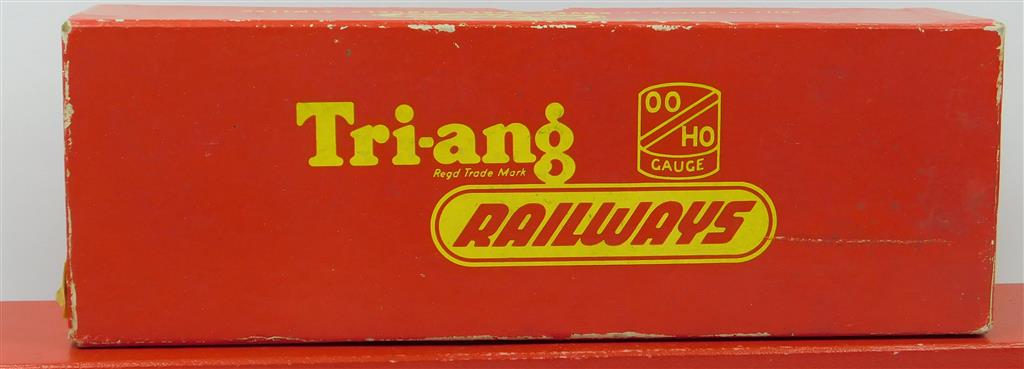 Tri-ang
Regd Trade Mark
OO
HO
GAUGE
RAILWAYS